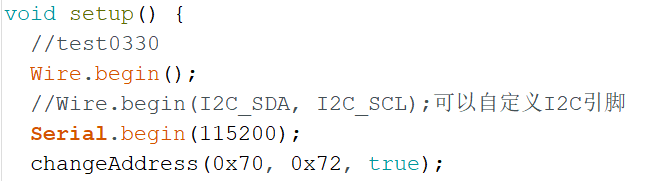 void setup() {
//test0330
Wire.begin();
//Wire.begin(I2C_SDA, I2C_SCL);可以自定义I2C引脚
Serial.begin(115200);
changeAddress(0x70, 0x72, true);